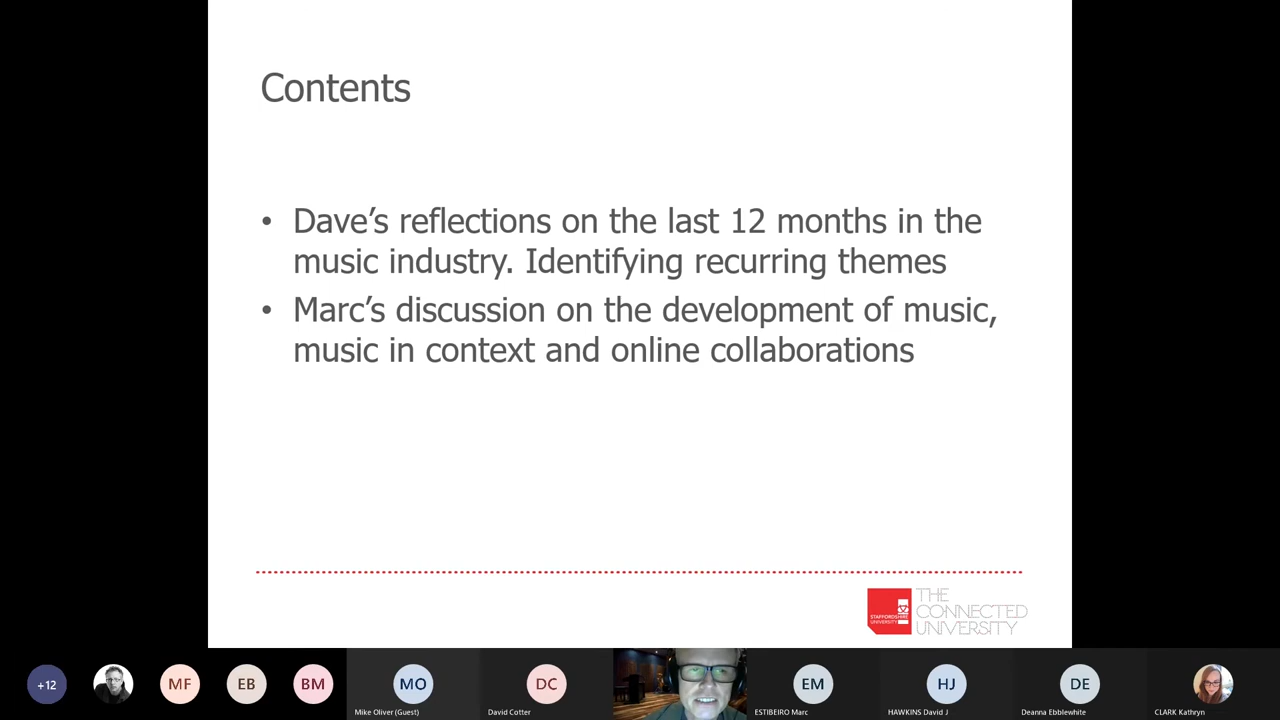 Contents
• Dave’s reflections on the last 12 months in the
music industry. Identifying recurring themes
• Marc’s discussion on the development of music,
music in context and online collaborations
STAFFORDSHIRE
UNIVERSITY
THE
CONNECTED
UNIVERSITY
+12
MF
EB
BM
MO
DC
EM
HJ
DE
Mike Oliver (Guest)
David Cotter
ESTIBEIRO Marc
HAWKINS David J
Deanna Ebblewhite
CLARK Kathryn